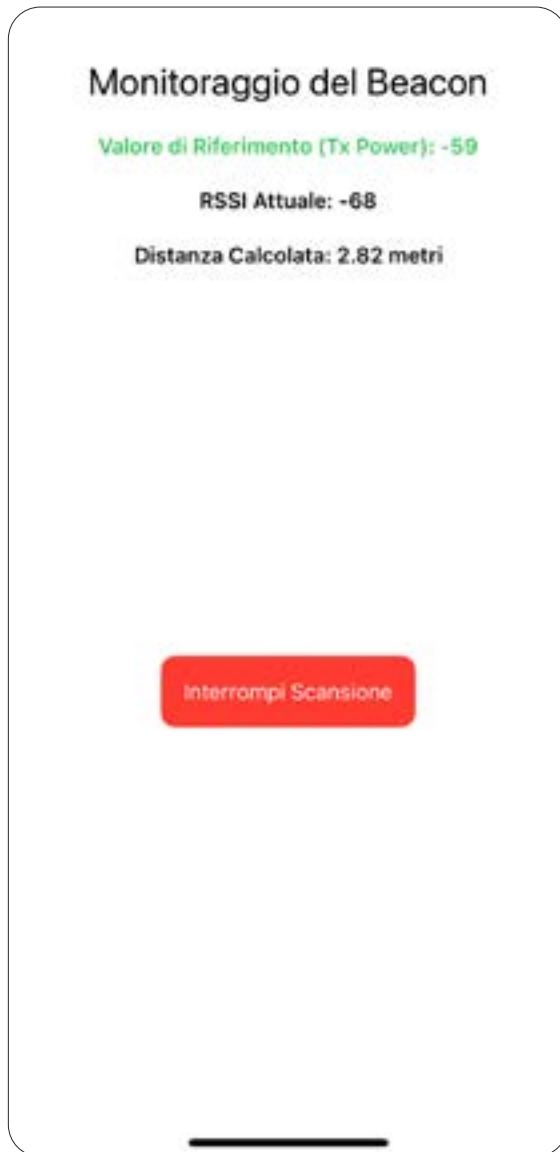 Monitoraggio del Beacon
Valore di Riferimento (Tx Power): -59
RSSI Attuale: -68
Distanza Calcolata: 2.82 metri
Interrompi Scansione